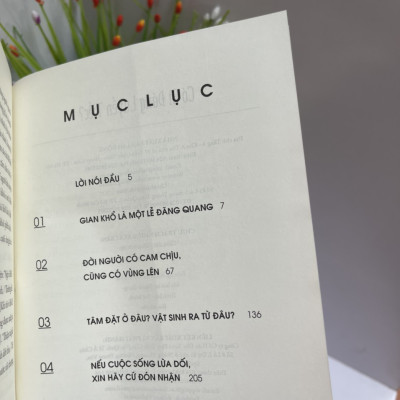 MỤC LỤC
LỜI NÓI ĐẦU 5
01 GIAN KHỔ LÀ MỘT LỄ ĐĂNG QUANG 7
02 ĐỜI NGƯỜI CÓ CAM CHỊU,
CŨNG CÓ VÙNG LÊN 67
03 TÂM ĐẶT Ở ĐÂU? VẬT SINH RA TỪ ĐÂU? 136
04 NẾU CUỘC SỐNG LỪA DỐI,
XIN HÃY CỨ ĐÓN NHẬN 205